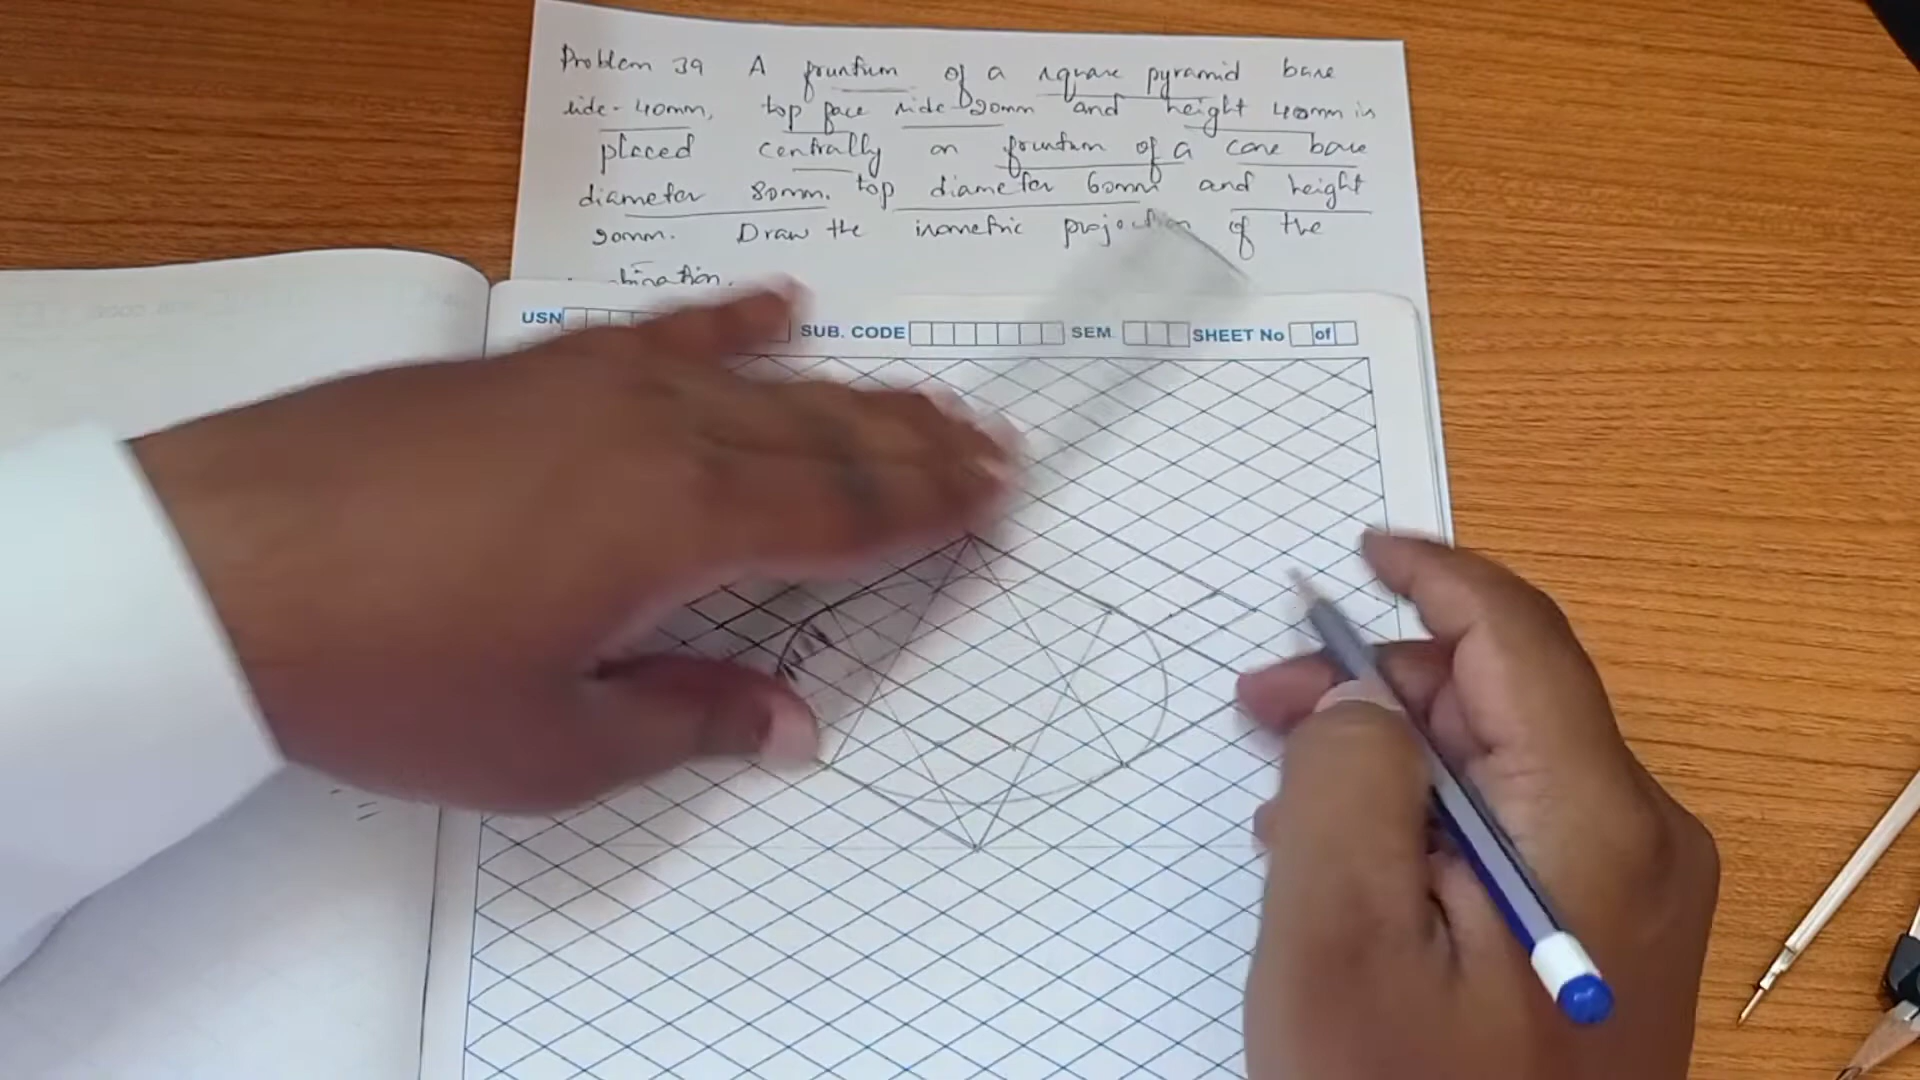 Problem 39 A frustum of a square pyramid base
side - 40mm, top face side 20mm and height 40mm is
placed centrally on frustum of a cone base
diameter 80mm. top diameter 60mm and height
20mm. Draw the isometric projection of the
bination.
USN SUB. CODE SEM. SHEET No of